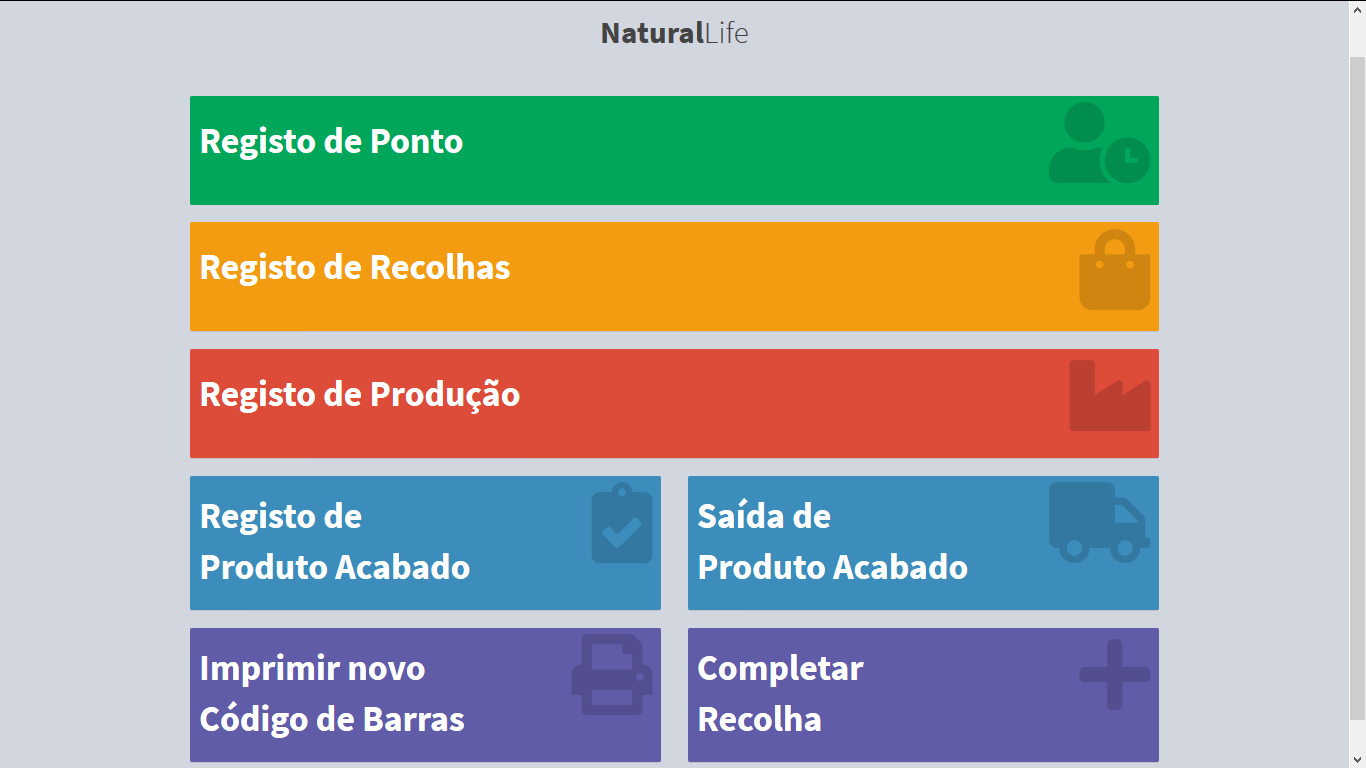 NaturalLife
Registo de Ponto
Registo de Recolhas
Registo de Produção
Registo de
Produto Acabado
Saída de
Produto Acabado
Imprimir novo
Código de Barras
Completar
Recolha